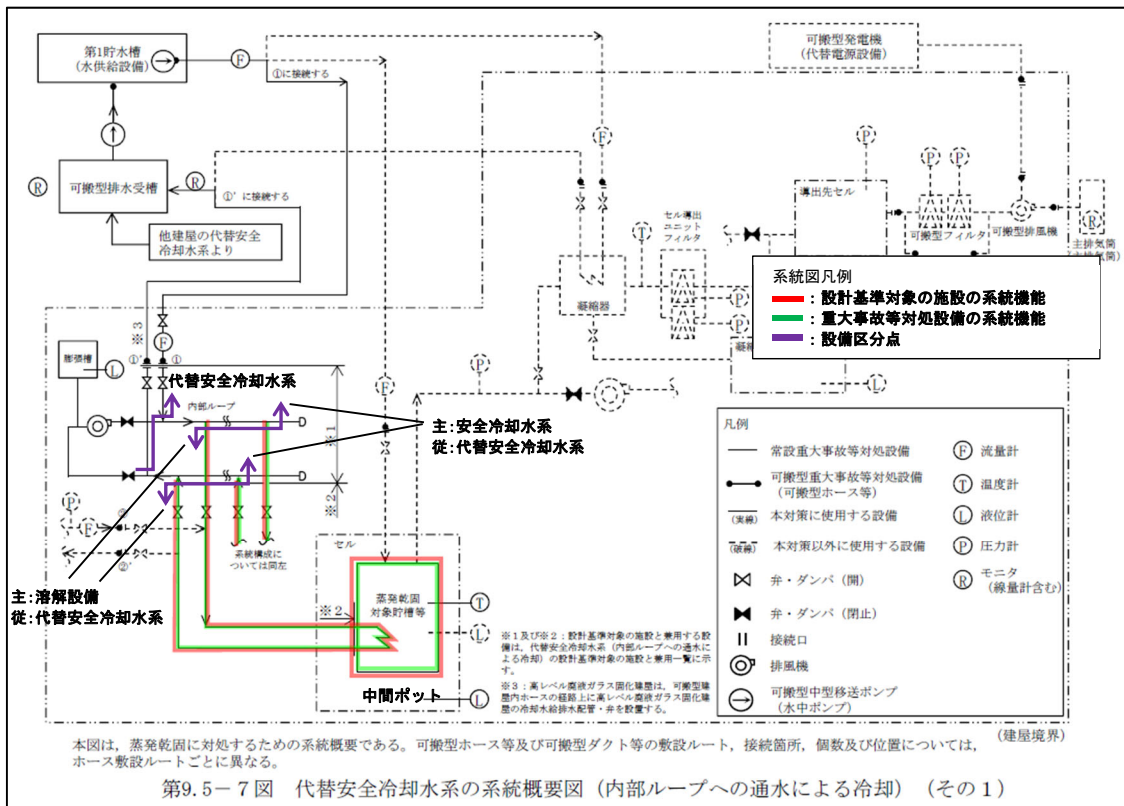 第1貯水槽
(水供給設備)
F
①に接続する
可搬型発電機
(代替電源設備)
F
P
P
P
R
可搬型排水受槽
R
①'に接続する
他建屋の代替安全
冷却水系より
導出先セル
可搬型フィルタ
可搬型排風機
R
主排気筒
セル導出
ユニット
フィルタ
T
凝縮器
P
P
系統図凡例
:設計基準対象の施設の系統機能
:重大事故等対処設備の系統機能
:設備区分点
L
※3
F
膨張槽
L
①'
①
代替安全冷却水系
内部ループ
※1
主:安全冷却水系
従:代替安全冷却水系
※2
P
F
②
②'
系統構成に
ついては同左
F
P
主:溶解設備
従:代替安全冷却水系
セル
蒸発乾固
対象貯槽等
※2
T
L
中間ポット
L
※1及び※2:設計基準対象の施設と兼用する設
備は,代替安全冷却水系(内部ループへの通水に
よる冷却)の設計基準対象の施設と兼用一覧に示
す。
※3:高レベル廃液ガラス固化建屋は,可搬型建
屋内ホースの経路上に高レベル廃液ガラス固化建
屋の冷却水給排水配管・弁を設置する。
凡例
常設重大事故等対処設備
可搬型重大事故等対処設備
(可搬型ホース等)
(実線)
本対策に使用する設備
(破線)
本対策以外に使用する設備
弁・ダンパ(開)
弁・ダンパ(閉止)
接続口
排風機
可搬型中型移送ポンプ
(水中ポンプ)
F 流量計
T 温度計
L 液位計
P 圧力計
R モニタ
(線量計含む)
(建屋境界)
本図は,蒸発乾固に対処するための系統概要である。可搬型ホース等及び可搬型ダクト等の敷設ルート,接続箇所,個数及び位置については,
ホース敷設ルートごとに異なる。
第9.5-7図 代替安全冷却水系の系統概要図(内部ループへの通水による冷却)(その1)